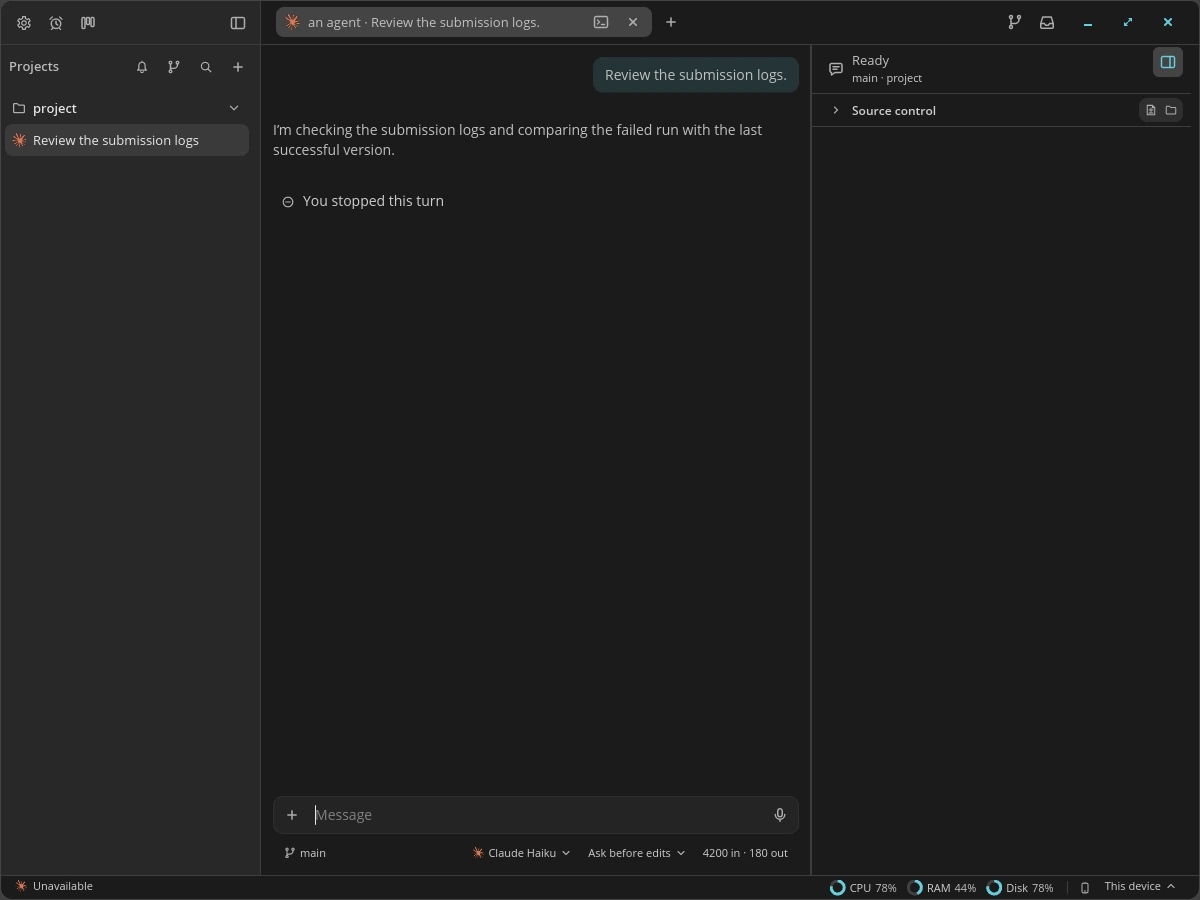 an agent · Review the submission logs.
Projects
project
Review the submission logs
Review the submission logs.
I'm checking the submission logs and comparing the failed run with the last
successful version.
You stopped this turn
Message
main
Claude Haiku
Ask before edits
4200 in · 180 out
Ready
main · project
Source control
Unavailable
CPU 78%
RAM 44%
Disk 78%
This device